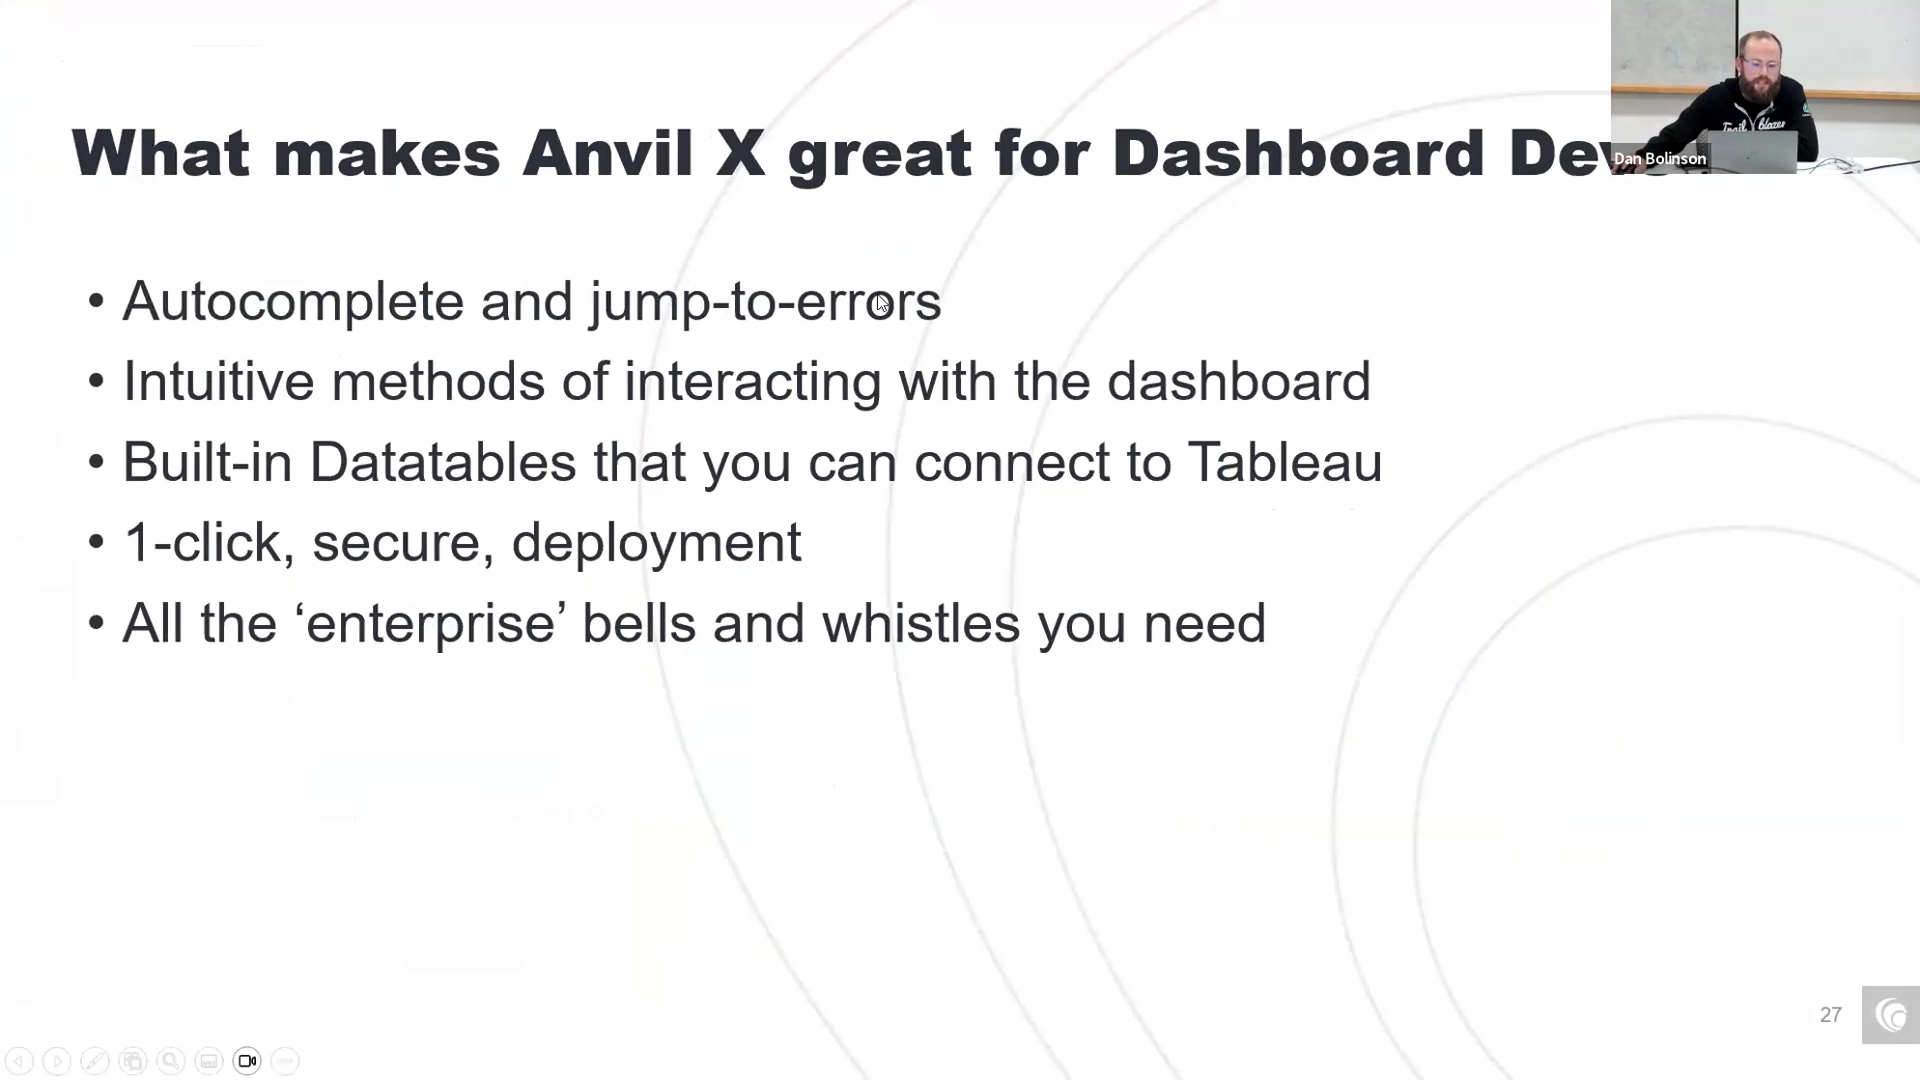 What makes Anvil X great for Dashboard Dev
Dan Bolinson
Trail blazer
• Autocomplete and jump-to-errors
• Intuitive methods of interacting with the dashboard
• Built-in Datatables that you can connect to Tableau
• 1-click, secure, deployment
• All the ‘enterprise’ bells and whistles you need
27